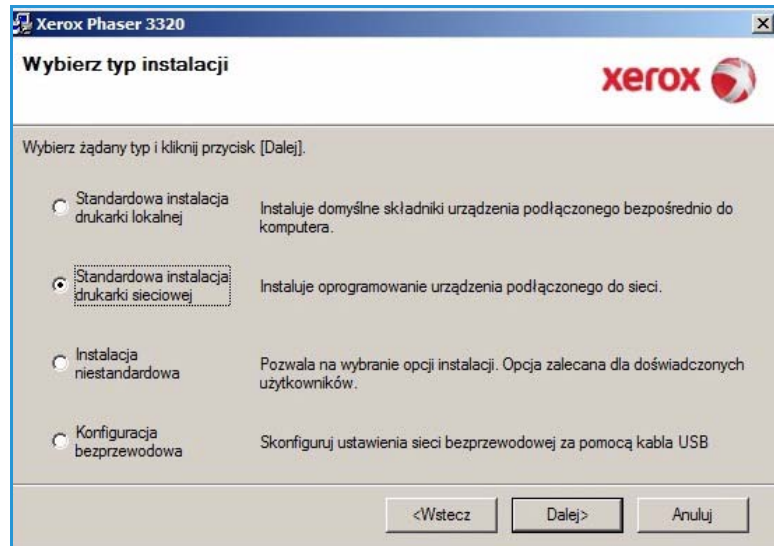 Xerox Phaser 3320
Wybierz typ instalacji
xerox
Wybierz żądany typ i kliknij przycisk [Dalej].
Standardowa instalacja
drukarki lokalnej
Instaluje domyślne składniki urządzenia podłączonego bezpośrednio do
komputera.
Standardowa instalacja
drukarki sieciowej
Instaluje oprogramowanie urządzenia podłączonego do sieci.
Instalacja
niestandardowa
Pozwala na wybranie opcji instalacji. Opcja zalecana dla doświadczonych
użytkowników.
Konfiguracja
bezprzewodowa
Skonfiguruj ustawienia sieci bezprzewodowej za pomocą kabla USB
<Wstecz
Dalej>
Anuluj